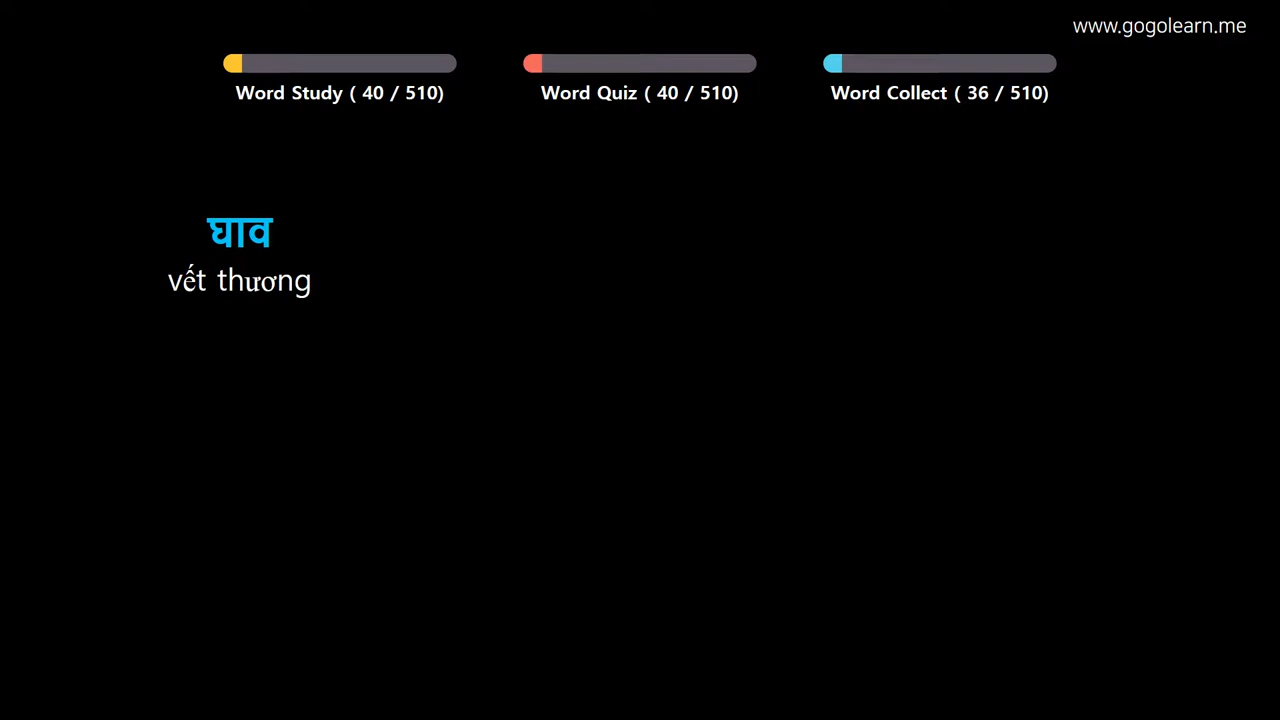 www.gogolearn.me
Word Study ( 40 / 510)
Word Quiz ( 40 / 510)
Word Collect ( 36 / 510)
घाव
vết thương